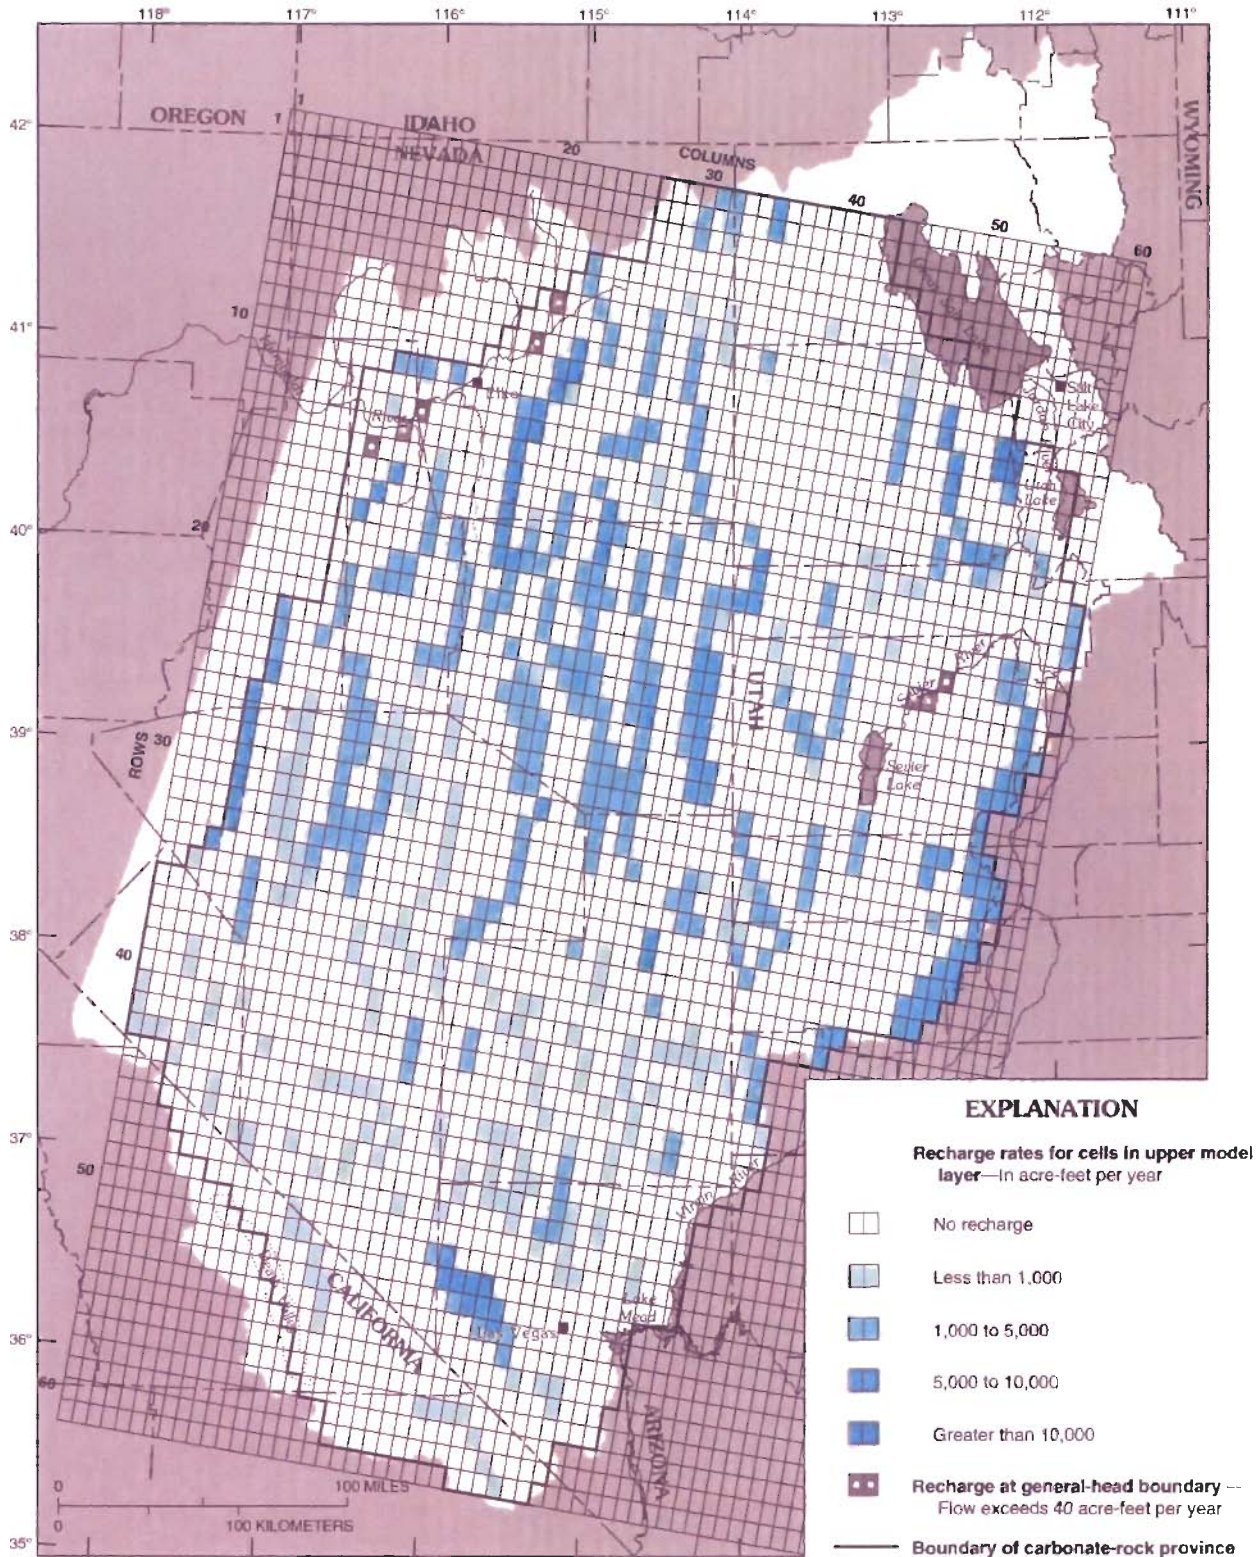 118° 117° 116° 115° 114° 113° 112° 111°
42°
OREGON
IDAHO
NEVADA
WYOMING
1
1
20
COLUMNS
30
40
50
60
41°
10
Elko
River
Salt
Lake
City
Utah
Lake
40°
20
UTAH
Sevier River
39°
ROWS
30
Sevier
Lake
38°
40
37°
50
Virgin River
CALIFORNIA
Lake
Mead
Las Vegas
36°
60
ARIZONA
35°
0 100 MILES
0 100 KILOMETERS
EXPLANATION
Recharge rates for cells in upper model
layer—In acre-feet per year
No recharge
Less than 1,000
1,000 to 5,000
5,000 to 10,000
Greater than 10,000
Recharge at general-head boundary —
Flow exceeds 40 acre-feet per year
Boundary of carbonate-rock province